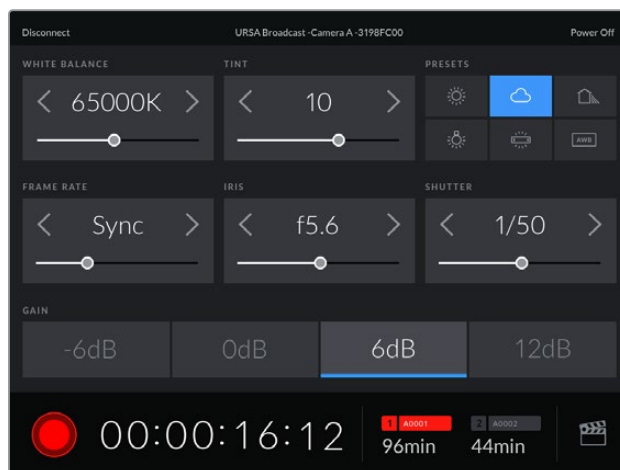 Disconnect URSA Broadcast -Camera A -3198FC00 Power Off
WHITE BALANCE TINT PRESETS
65000K 10
AWB
FRAME RATE IRIS SHUTTER
Sync f5.6 1/50
GAIN
-6dB 0dB 6dB 12dB
00:00:16:12
1 A0001 2 A0002
96min 44min